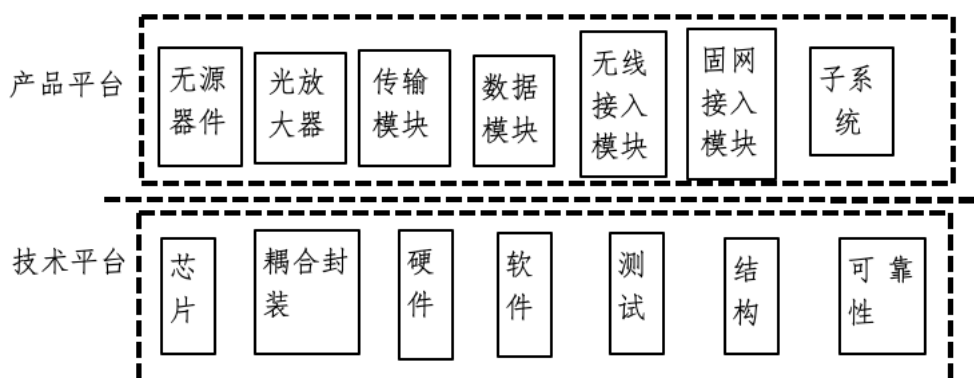 产品平台
无源
器件
光放
大器
传输
模块
数据
模块
无线
接入
模块
固网
接入
模块
子系
统
技术平台
芯
片
耦合封
装
硬
件
软
件
测
试
结
构
可 靠
性